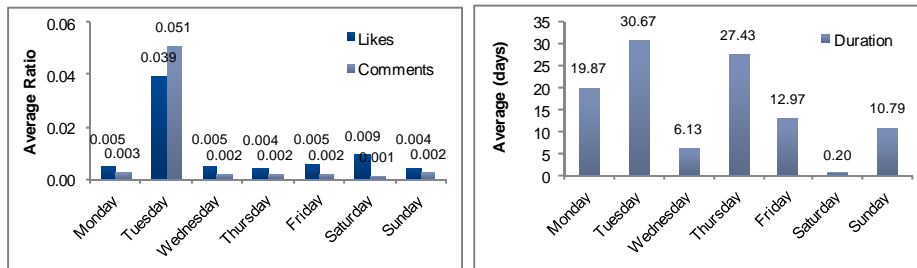 0.06
0.04
0.02
0.00
Average Ratio
0.005
0.003
0.039
0.051
0.005
0.002
0.004
0.002
0.005
0.002
0.009
0.001
0.004
0.002
Likes
Comments
Monday
Tuesday
Wednesday
Thursday
Friday
Saturday
Sunday
35
30
25
20
15
10
5
0
Average (days)
19.87
30.67
6.13
27.43
12.97
0.20
10.79
Duration
Monday
Tuesday
Wednesday
Thursday
Friday
Saturday
Sunday